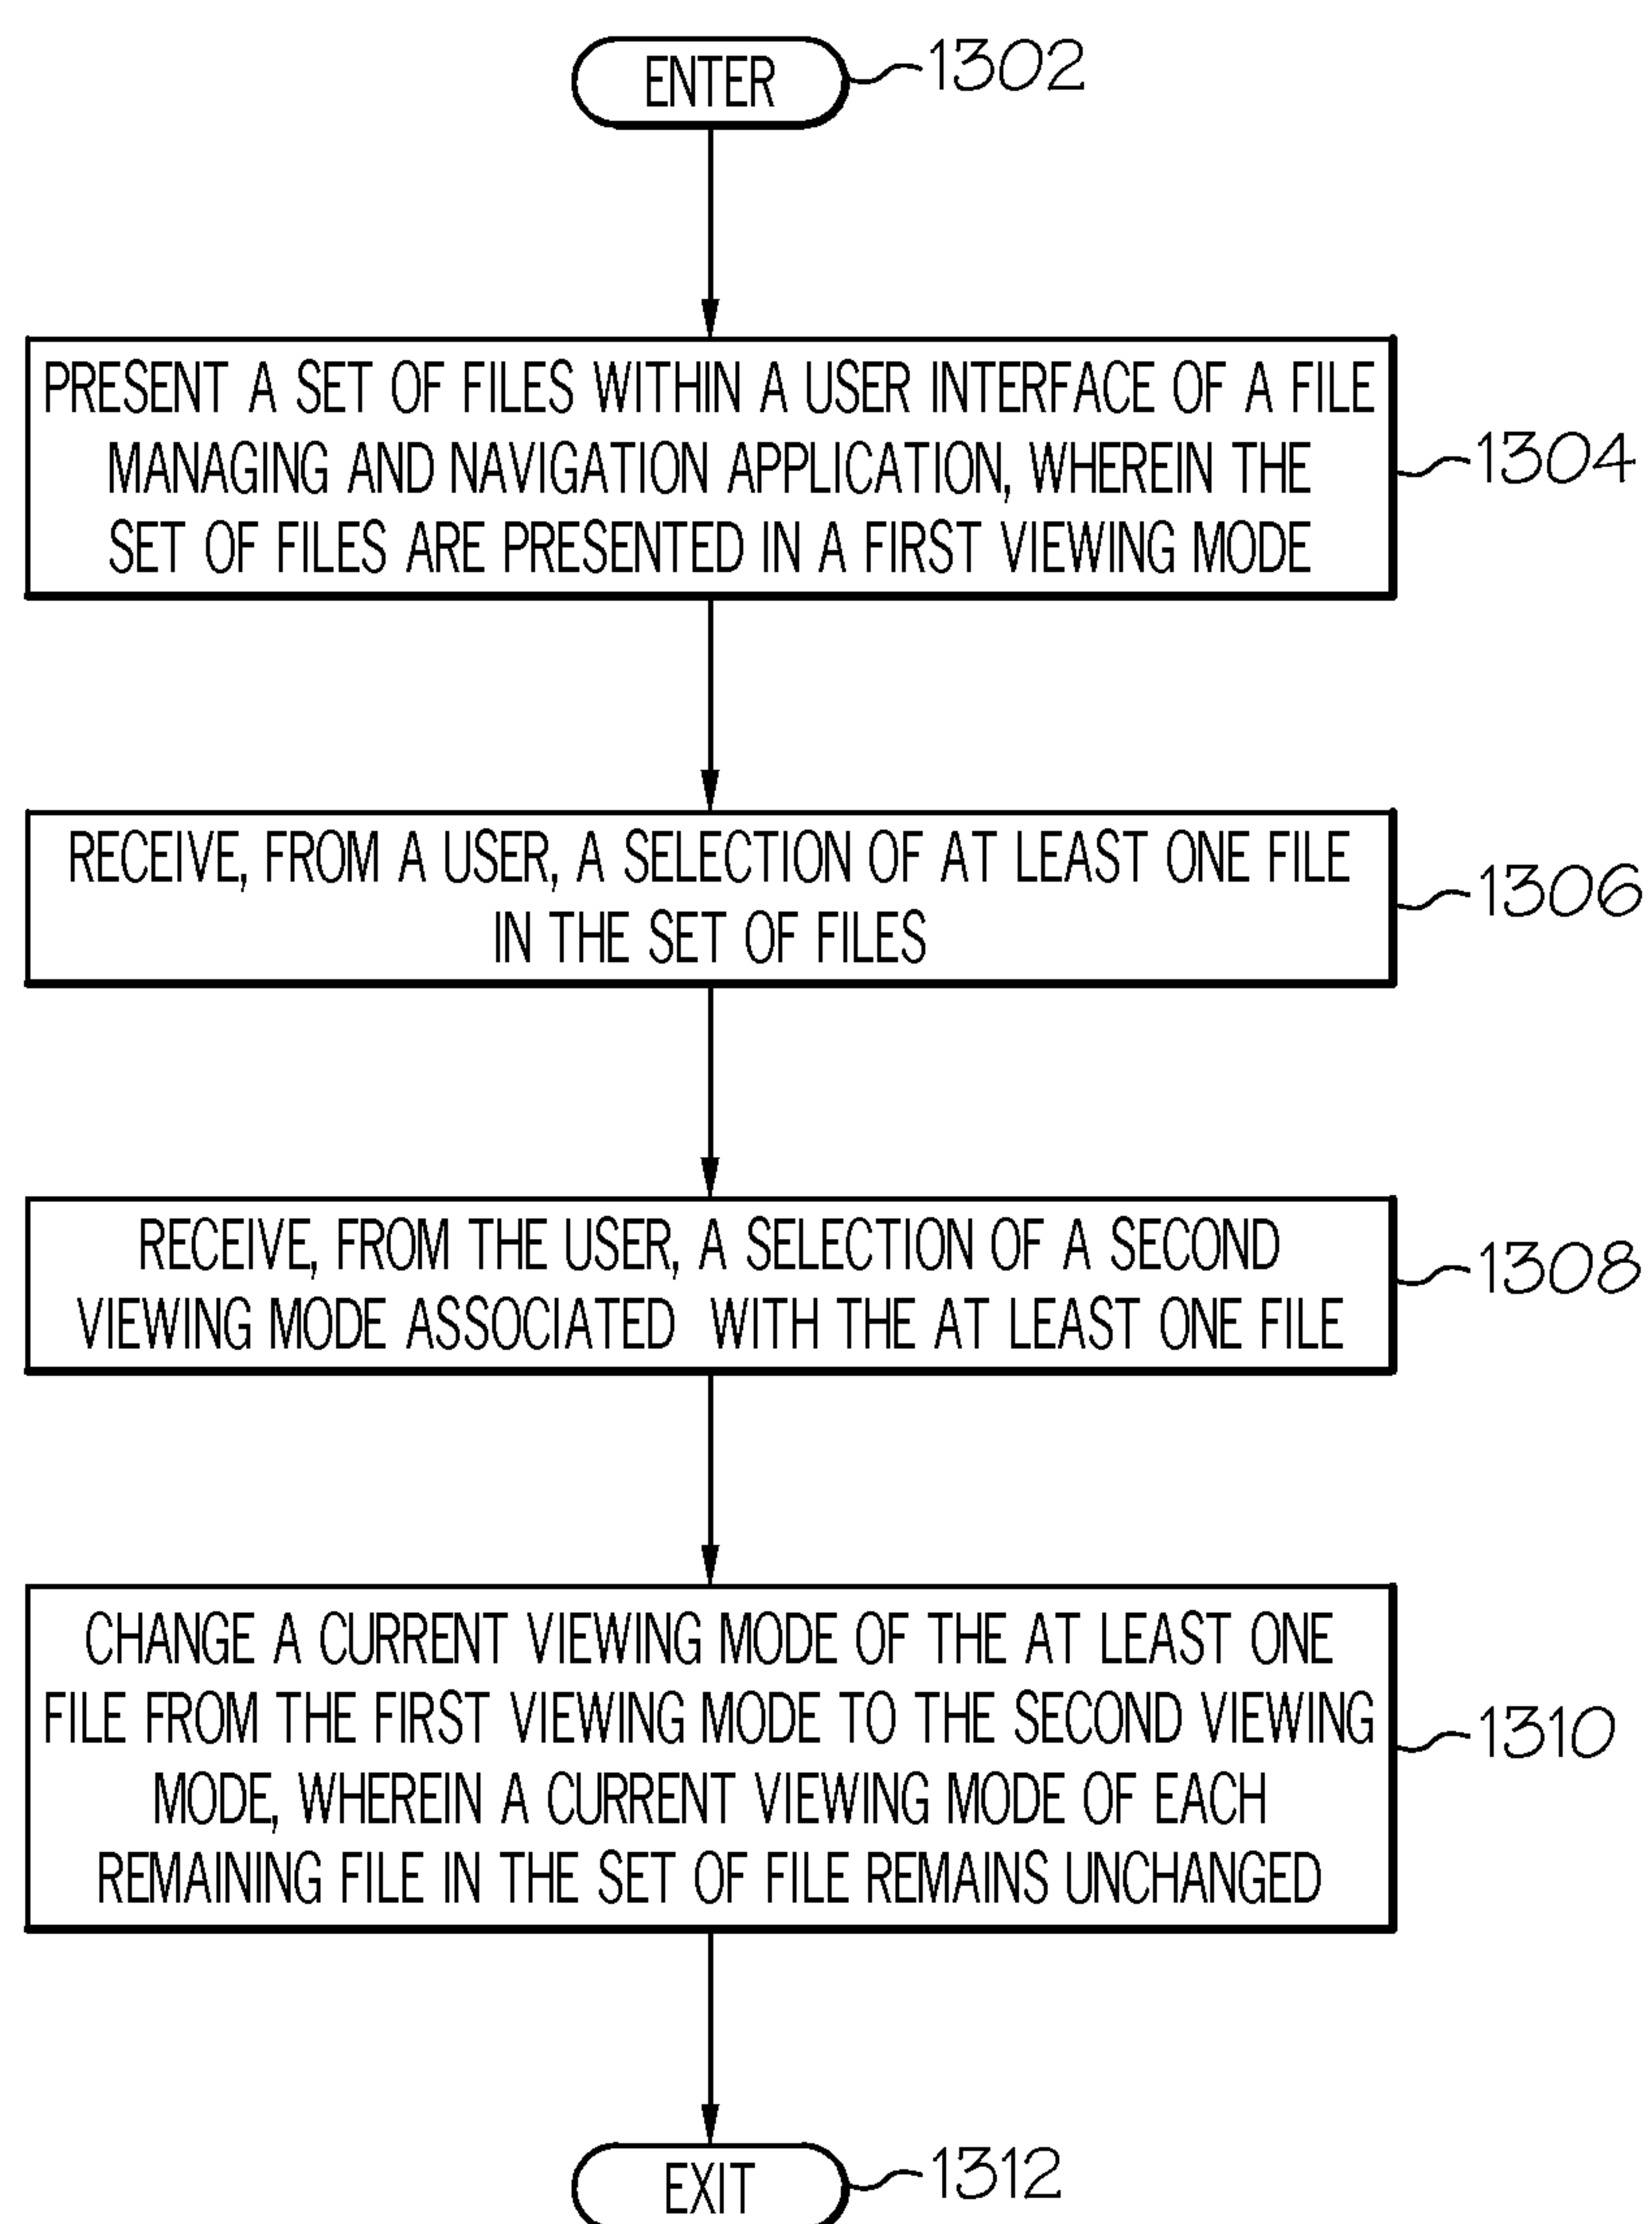 ENTER
1302
PRESENT A SET OF FILES WITHIN A USER INTERFACE OF A FILE
MANAGING AND NAVIGATION APPLICATION, WHEREIN THE
SET OF FILES ARE PRESENTED IN A FIRST VIEWING MODE
1304
RECEIVE, FROM A USER, A SELECTION OF AT LEAST ONE FILE
IN THE SET OF FILES
1306
RECEIVE, FROM THE USER, A SELECTION OF A SECOND
VIEWING MODE ASSOCIATED WITH THE AT LEAST ONE FILE
1308
CHANGE A CURRENT VIEWING MODE OF THE AT LEAST ONE
FILE FROM THE FIRST VIEWING MODE TO THE SECOND VIEWING
MODE, WHEREIN A CURRENT VIEWING MODE OF EACH
REMAINING FILE IN THE SET OF FILE REMAINS UNCHANGED
1310
EXIT
1312